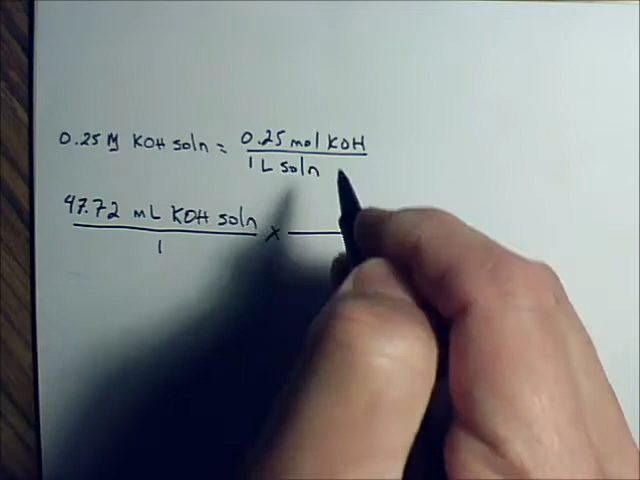 0.25 M KOH soln = 0.25 mol KOH
1 L soln
47.72 mL KOH soln ×
1